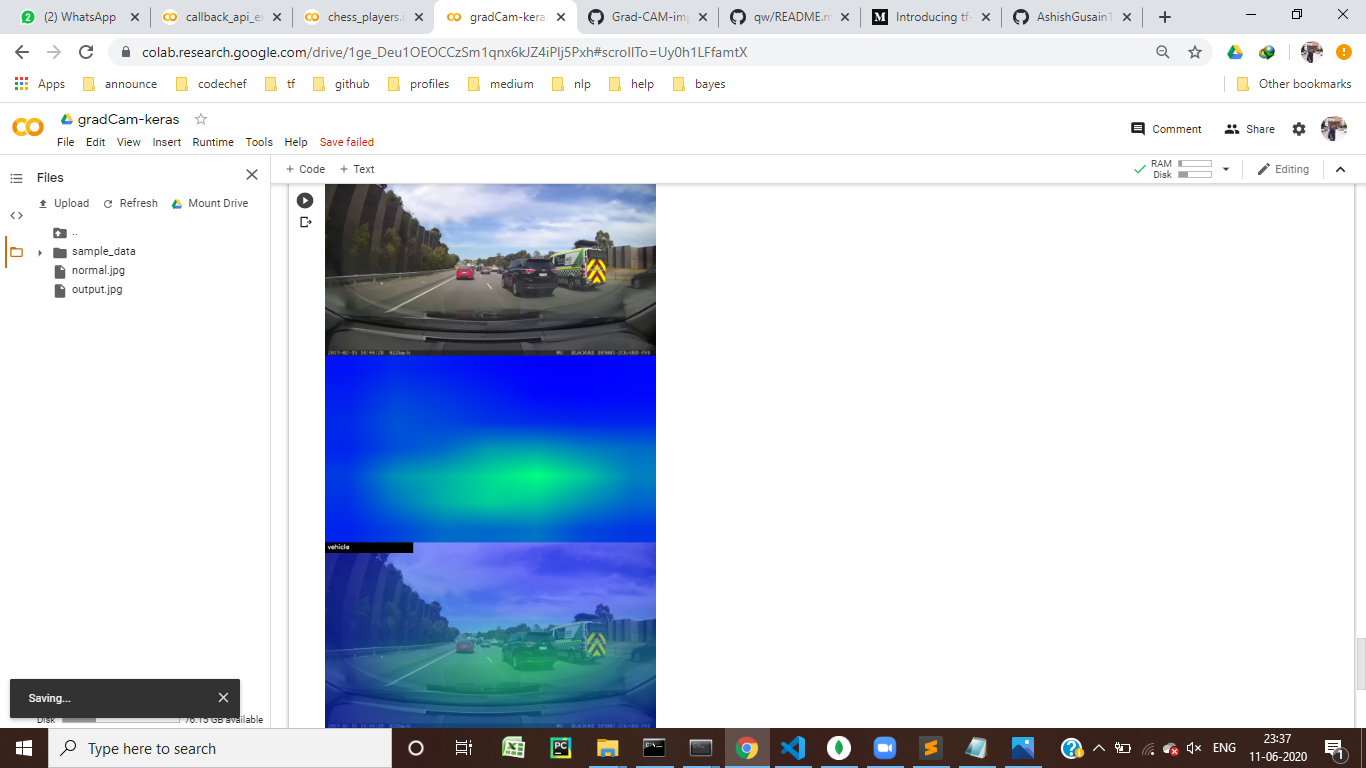 (2) WhatsApp
callback_api_ex
chess_players.i
gradCam-keras
Grad-CAM-imp
qw/README.m
Introducing tf-
AshishGusain1
colab.research.google.com/drive/1ge_Deu1OEOCCzSm1qnx6kJZ4iPlj5Pxh#scrollTo=Uy0h1LFfamtX
Apps announce codechef tf github profiles medium nlp help bayes Other bookmarks
gradCam-keras
File Edit View Insert Runtime Tools Help Save failed
Comment Share
Files
+ Code + Text
RAM
Disk
Editing
Upload Refresh Mount Drive
..
sample_data
normal.jpg
output.jpg
vehicle
Saving...
Disk 76.15 GB available
Type here to search
ENG
23:37
11-06-2020
1